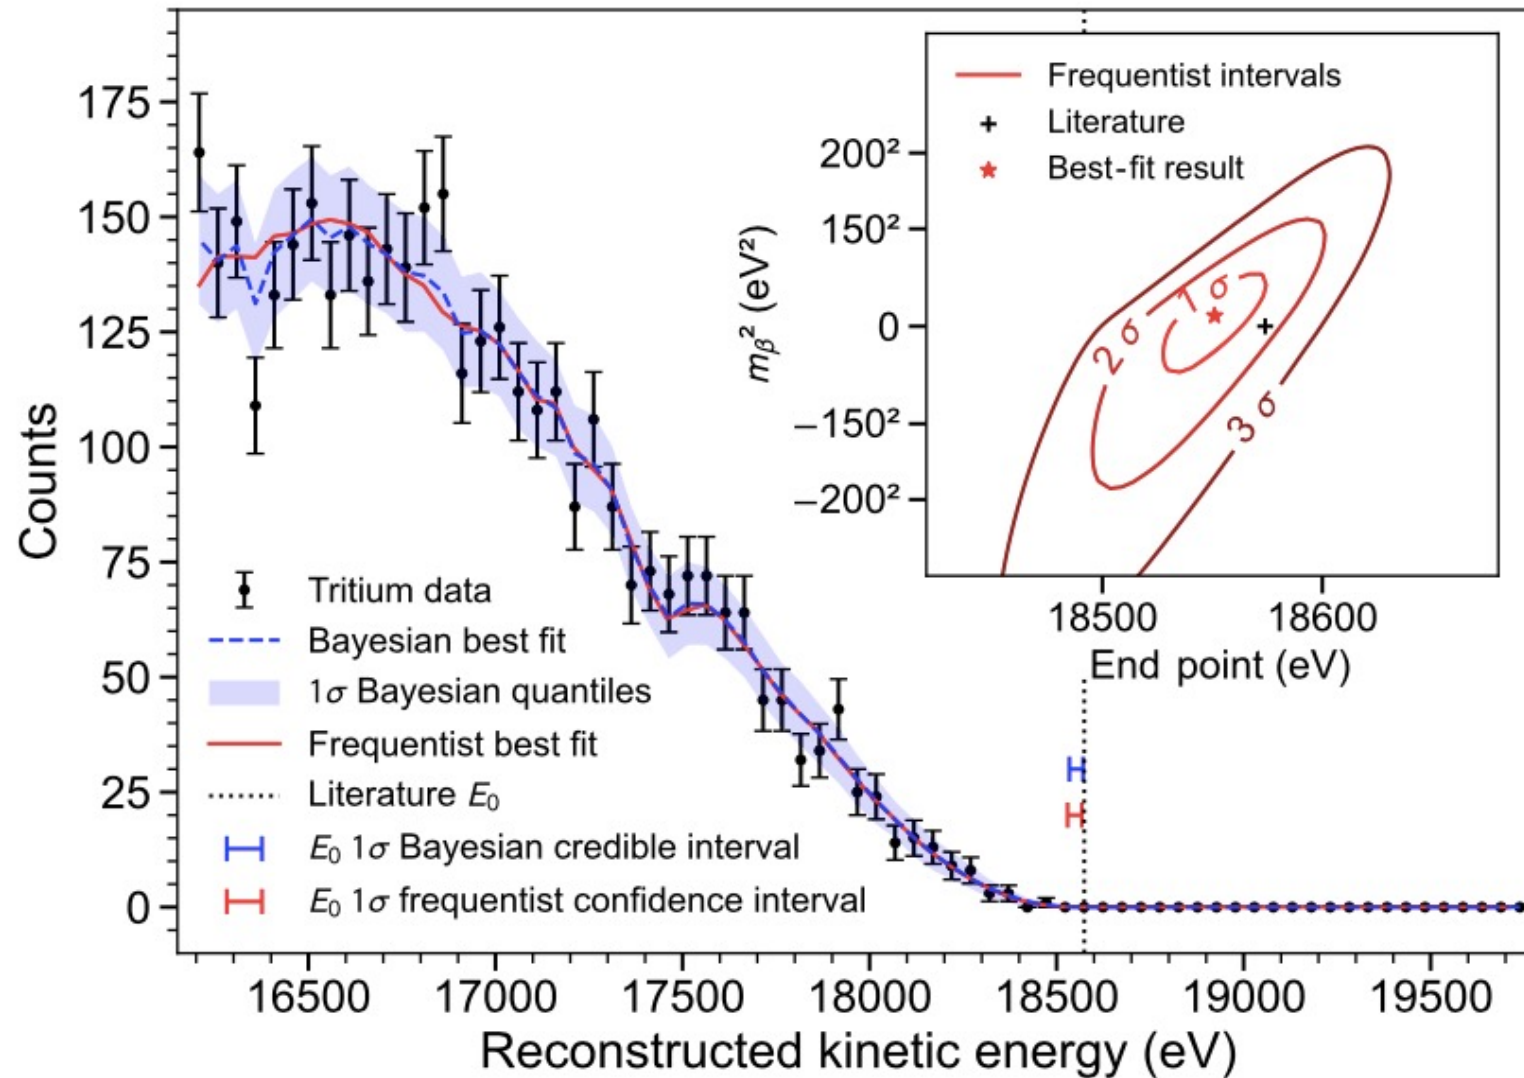 Counts
175
150
125
100
75
50
25
0
Tritium data
Bayesian best fit
1σ Bayesian quantiles
Frequentist best fit
Literature E₀
E₀ 1σ Bayesian credible interval
E₀ 1σ frequentist confidence interval
16500 17000 17500 18000 18500 19000 19500
Reconstructed kinetic energy (eV)
Frequentist intervals
Literature
Best-fit result
mβ² (eV²)
200²
150²
0
−150²
−200²
1 σ
2 σ
3 σ
18500 18600
End point (eV)